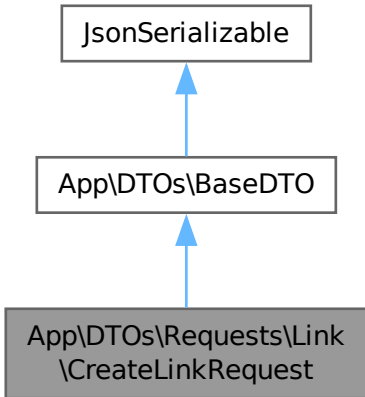 JsonSerializable
App\DTOs\BaseDTO
App\DTOs\Requests\Link
\CreateLinkRequest